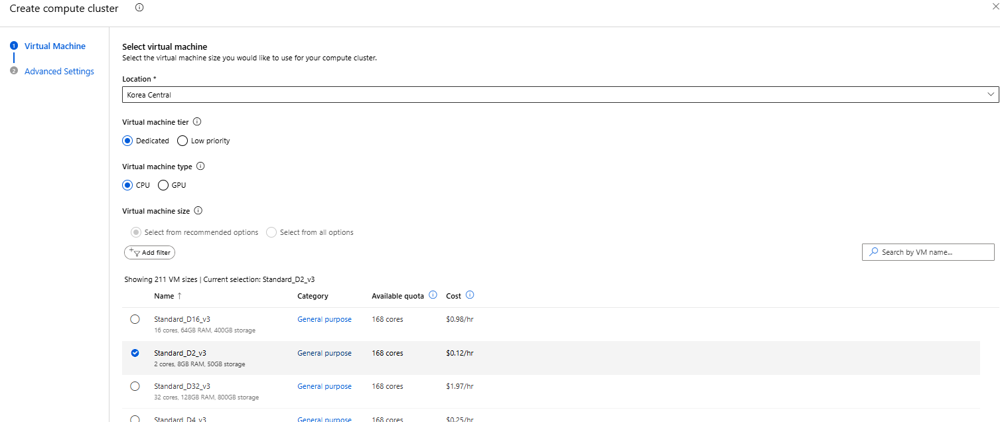 Create compute cluster
1 Virtual Machine
2 Advanced Settings
Select virtual machine
Select the virtual machine size you would like to use for your compute cluster.
Location *
Korea Central
Virtual machine tier
Dedicated Low priority
Virtual machine type
CPU GPU
Virtual machine size
Select from recommended options Select from all options
Add filter Search by VM name...
Showing 211 VM sizes | Current selection: Standard_D2_v3
Name ↑ Category Available quota Cost
Standard_D16_v3 General purpose 168 cores $0.98/hr
16 cores, 64GB RAM, 400GB storage
Standard_D2_v3 General purpose 168 cores $0.12/hr
2 cores, 8GB RAM, 50GB storage
Standard_D32_v3 General purpose 168 cores $1.97/hr
32 cores, 128GB RAM, 800GB storage
Standard_D4_v3 General purpose 168 cores $0.25/hr